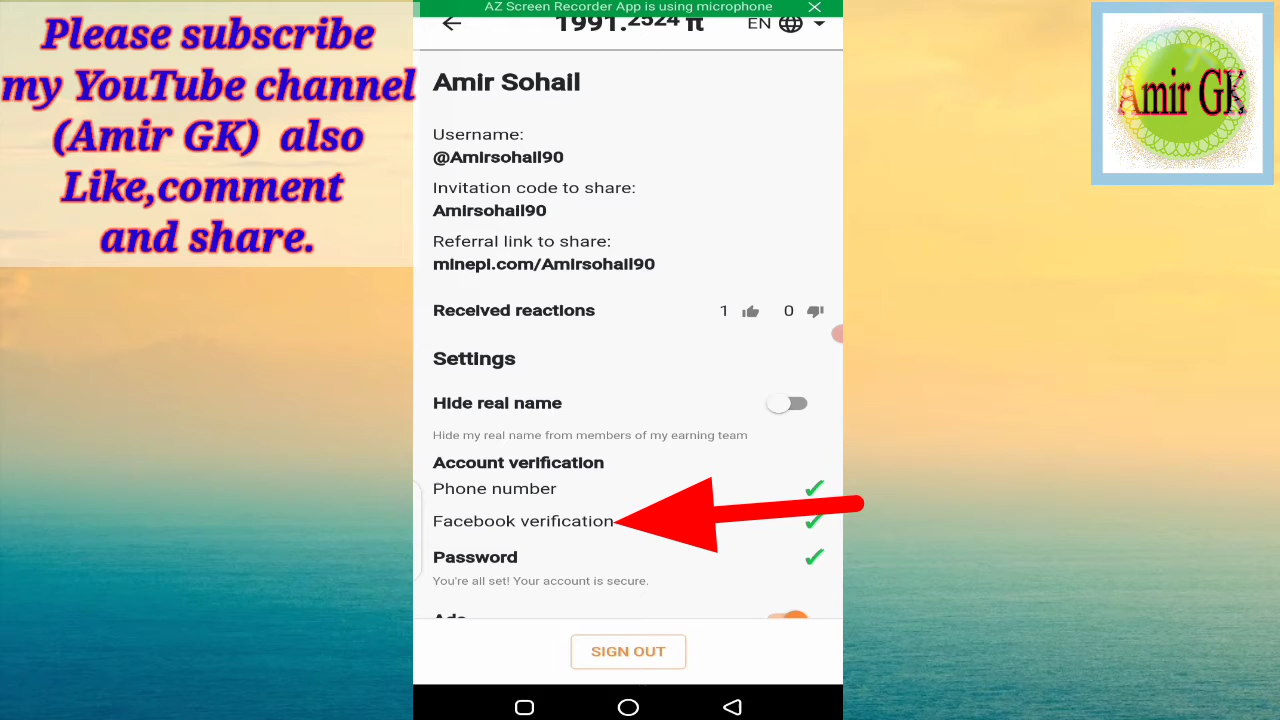 Please subscribe
my YouTube channel
(Amir GK) also
Like,comment
and share.
AZ Screen Recorder App is using microphone
1991.2524 π
EN
Amir Sohail
Username:
@Amirsohail90
Invitation code to share:
Amirsohail90
Referral link to share:
minepi.com/Amirsohail90
Received reactions 1 0
Settings
Hide real name
Hide my real name from members of my earning team
Account verification
Phone number
Facebook verification
Password
You're all set! Your account is secure.
Ads
SIGN OUT
Amir GK